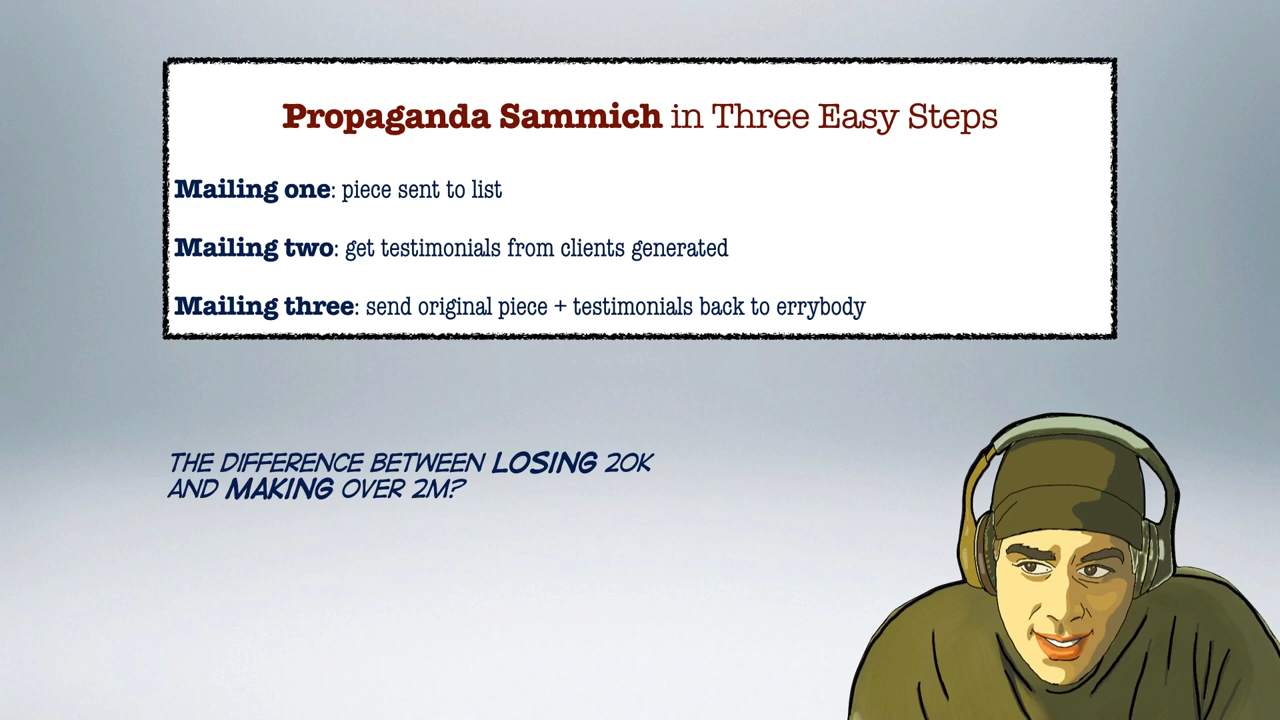 Propaganda Sammich in Three Easy Steps
Mailing one: piece sent to list
Mailing two: get testimonials from clients generated
Mailing three: send original piece + testimonials back to errybody
THE DIFFERENCE BETWEEN LOSING 20K
AND MAKING OVER 2M?